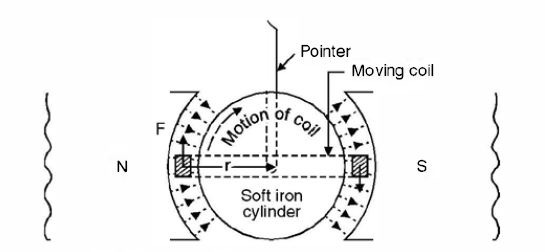 Pointer
Moving coil
Motion of coil
F
N
r
S
Soft iron
cylinder